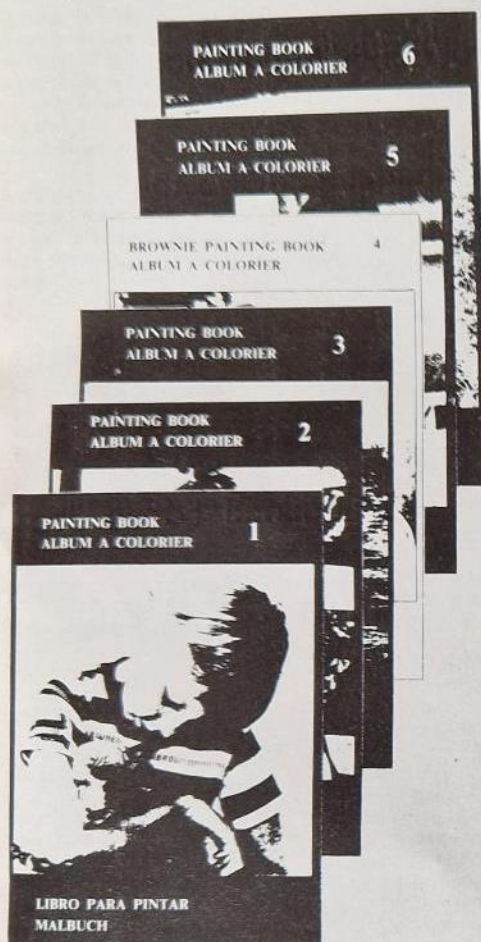 PAINTING BOOK 6
ALBUM A COLORIER
PAINTING BOOK 5
ALBUM A COLORIER
BROWNIE PAINTING BOOK 4
ALBUM A COLORIER
PAINTING BOOK 3
ALBUM A COLORIER
PAINTING BOOK 2
ALBUM A COLORIER
PAINTING BOOK 1
ALBUM A COLORIER
LIBRO PARA PINTAR
MALBUCH